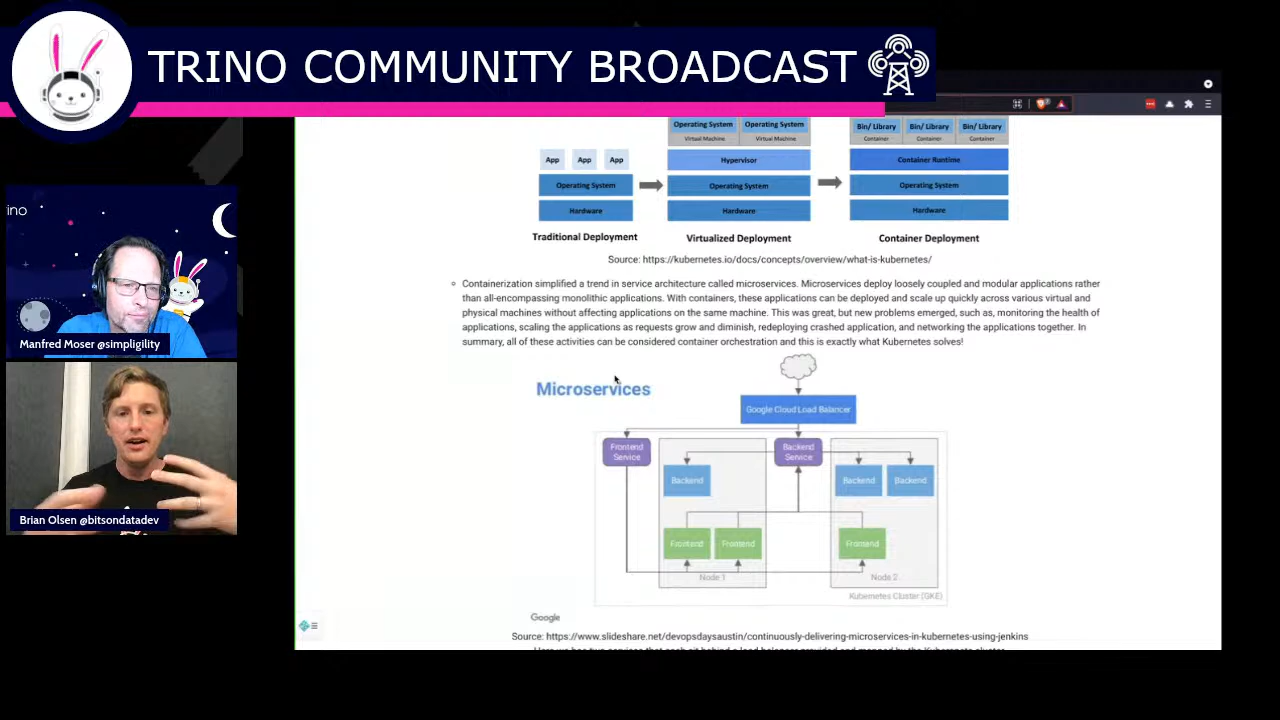 TRINO COMMUNITY BROADCAST
ino
Manfred Moser @simpligility
Brian Olsen @bitsondatadev
Operating System Operating System Bin/ Library Bin/ Library Bin/ Library
Virtual Machine Virtual Machine Container Container Container
App App App Hypervisor Container Runtime
Operating System Operating System Operating System
Hardware Hardware Hardware
Traditional Deployment Virtualized Deployment Container Deployment
Source: https://kubernetes.io/docs/concepts/overview/what-is-kubernetes/
Containerization simplified a trend in service architecture called microservices. Microservices deploy loosely coupled and modular applications rather
than all-encompassing monolithic applications. With containers, these applications can be deployed and scale up quickly across various virtual and
physical machines without affecting applications on the same machine. This was great, but new problems emerged, such as, monitoring the health of
applications, scaling the applications as requests grow and diminish, redeploying crashed application, and networking the applications together. In
summary, all of these activities can be considered container orchestration and this is exactly what Kubernetes solves!
Microservices
Google Cloud Load Balancer
Frontend Service
Backend Service
Backend Backend Backend
Frontend Frontend Frontend
Node 1 Node 2
Kubernetes Cluster (GKE)
Google
Source: https://www.slideshare.net/devopsdaysaustin/continuously-delivering-microservices-in-kubernetes-using-jenkins